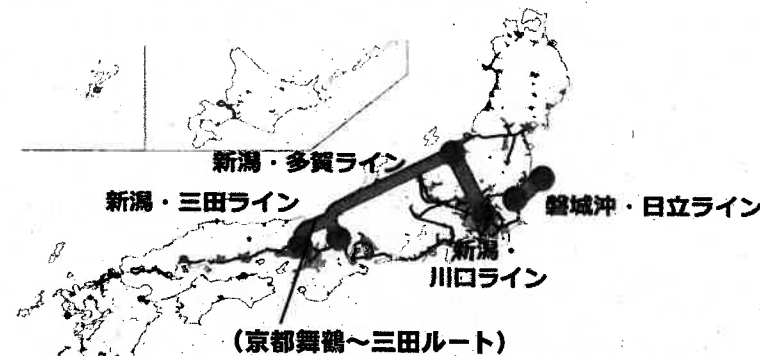 新潟・多賀ライン
新潟・三田ライン
磐城沖・日立ライン
新潟・
川口ライン
（京都舞鶴～三田ルート）